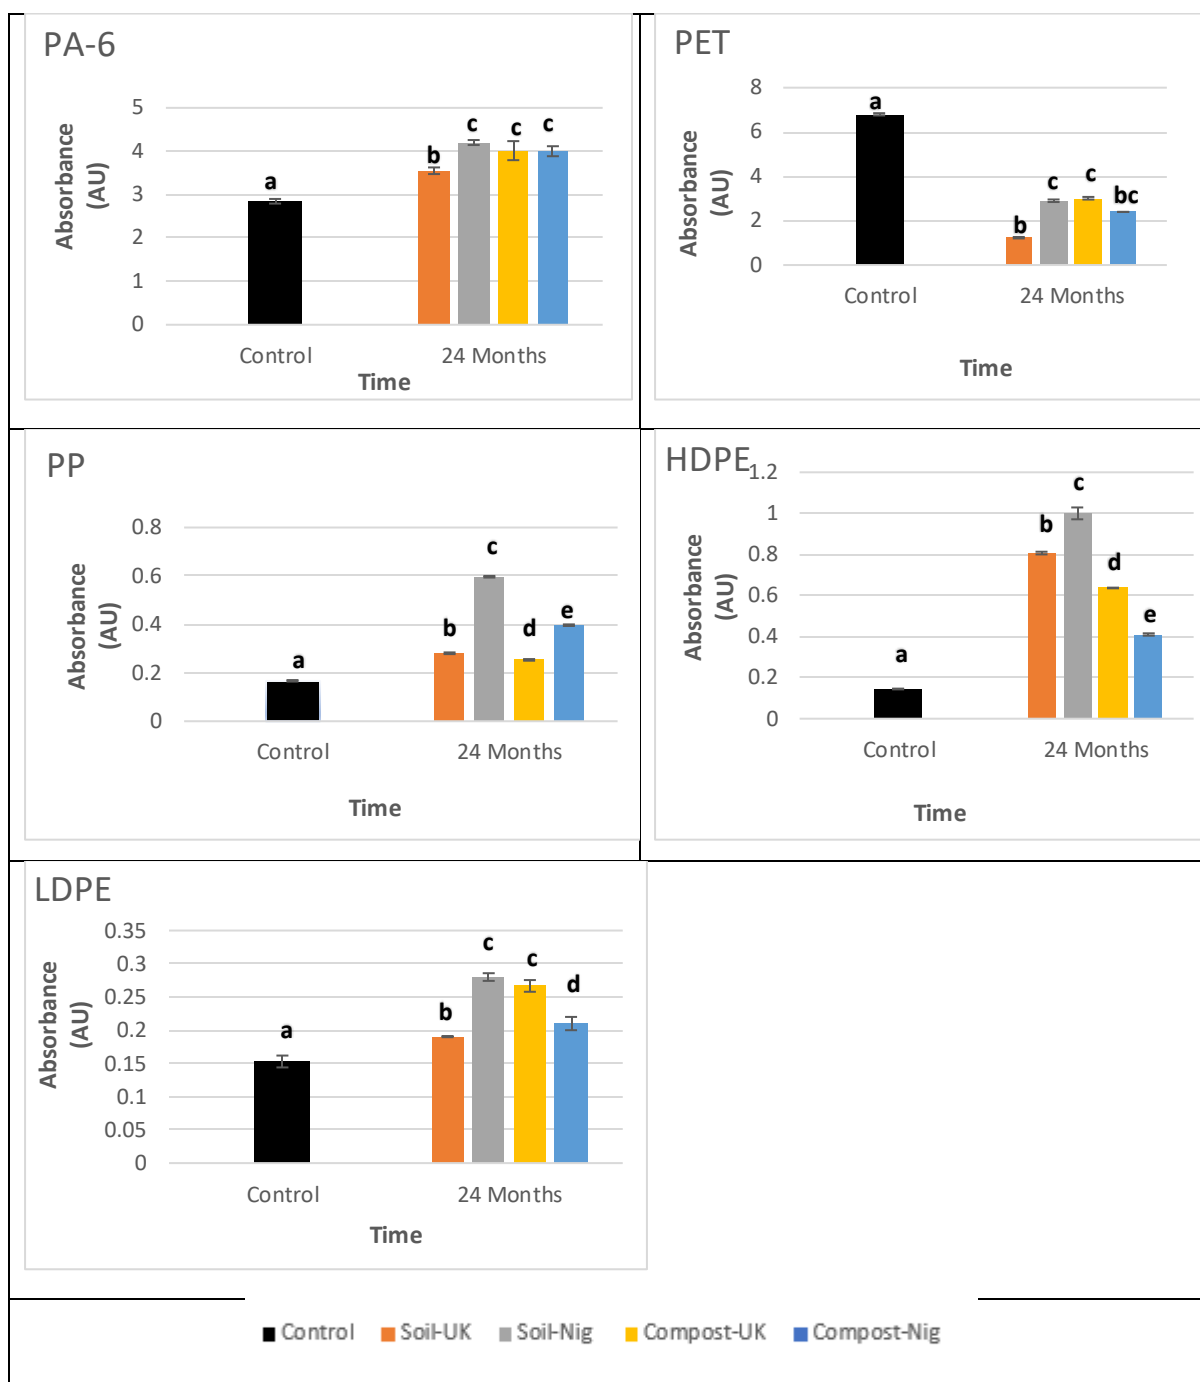 PA-6
Absorbance
(AU)
5
4
3
2
1
0
a
b
c
c
c
Control
24 Months
Time
PET
Absorbance
(AU)
8
6
4
2
0
a
b
c
c
bc
Control
24 Months
Time
PP
Absorbance
(AU)
0.8
0.6
0.4
0.2
0
a
b
c
d
e
Control
24 Months
Time
HDPE
Absorbance
(AU)
1.2
1
0.8
0.6
0.4
0.2
0
a
b
c
d
e
Control
24 Months
Time
LDPE
Absorbance
(AU)
0.35
0.3
0.25
0.2
0.15
0.1
0.05
0
a
b
c
c
d
Control
24 Months
Time
Control Soil-UK Soil-Nig Compost-UK Compost-Nig